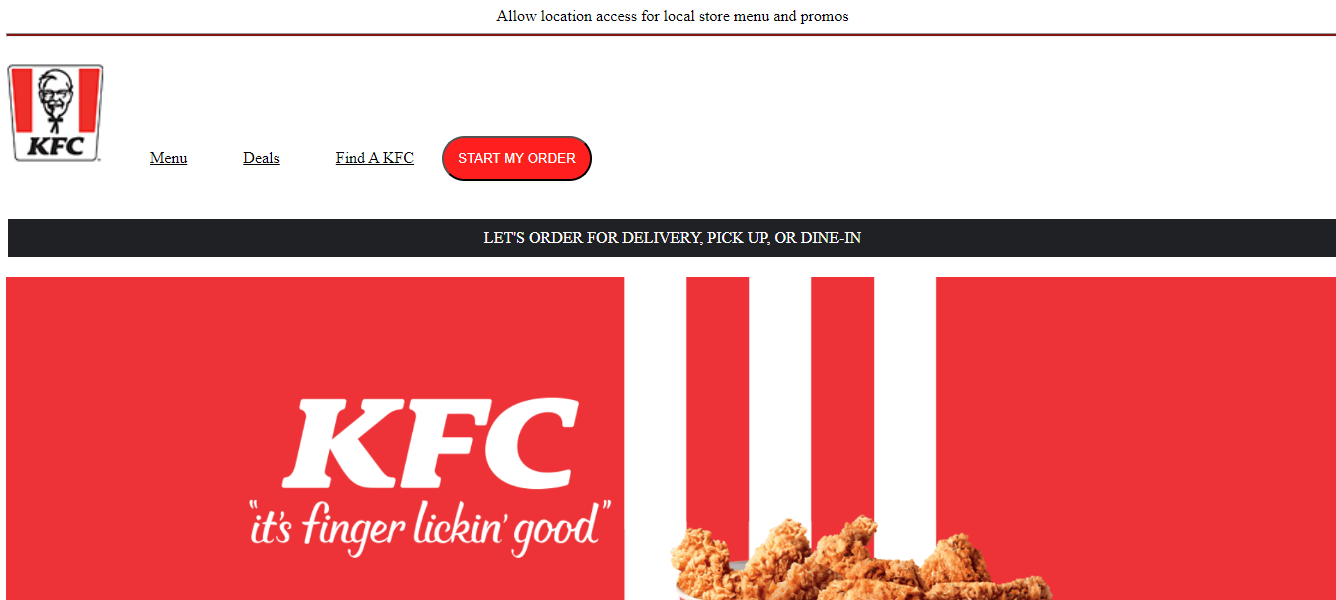 Allow location access for local store menu and promos
KFC
Menu Deals Find A KFC START MY ORDER
LET'S ORDER FOR DELIVERY, PICK UP, OR DINE-IN
KFC
"it's finger lickin' good"